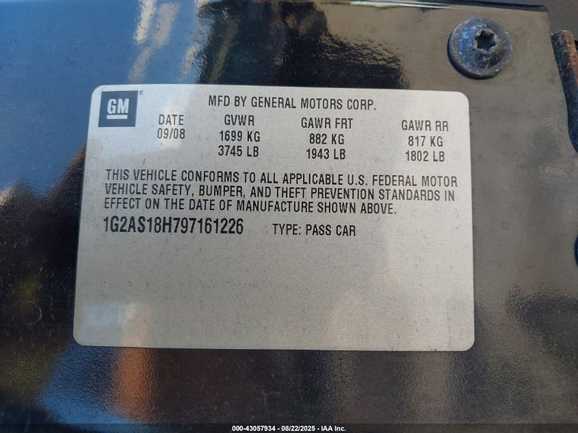 GM
MFD BY GENERAL MOTORS CORP.
DATE GVWR GAWR FRT GAWR RR
09/08 1699 KG 882 KG 817 KG
3745 LB 1943 LB 1802 LB
THIS VEHICLE CONFORMS TO ALL APPLICABLE U.S. FEDERAL MOTOR
VEHICLE SAFETY, BUMPER, AND THEFT PREVENTION STANDARDS IN
EFFECT ON THE DATE OF MANUFACTURE SHOWN ABOVE.
1G2AS18H797161226 TYPE: PASS CAR
000-43057934 - 08/22/2025 - IAA Inc.